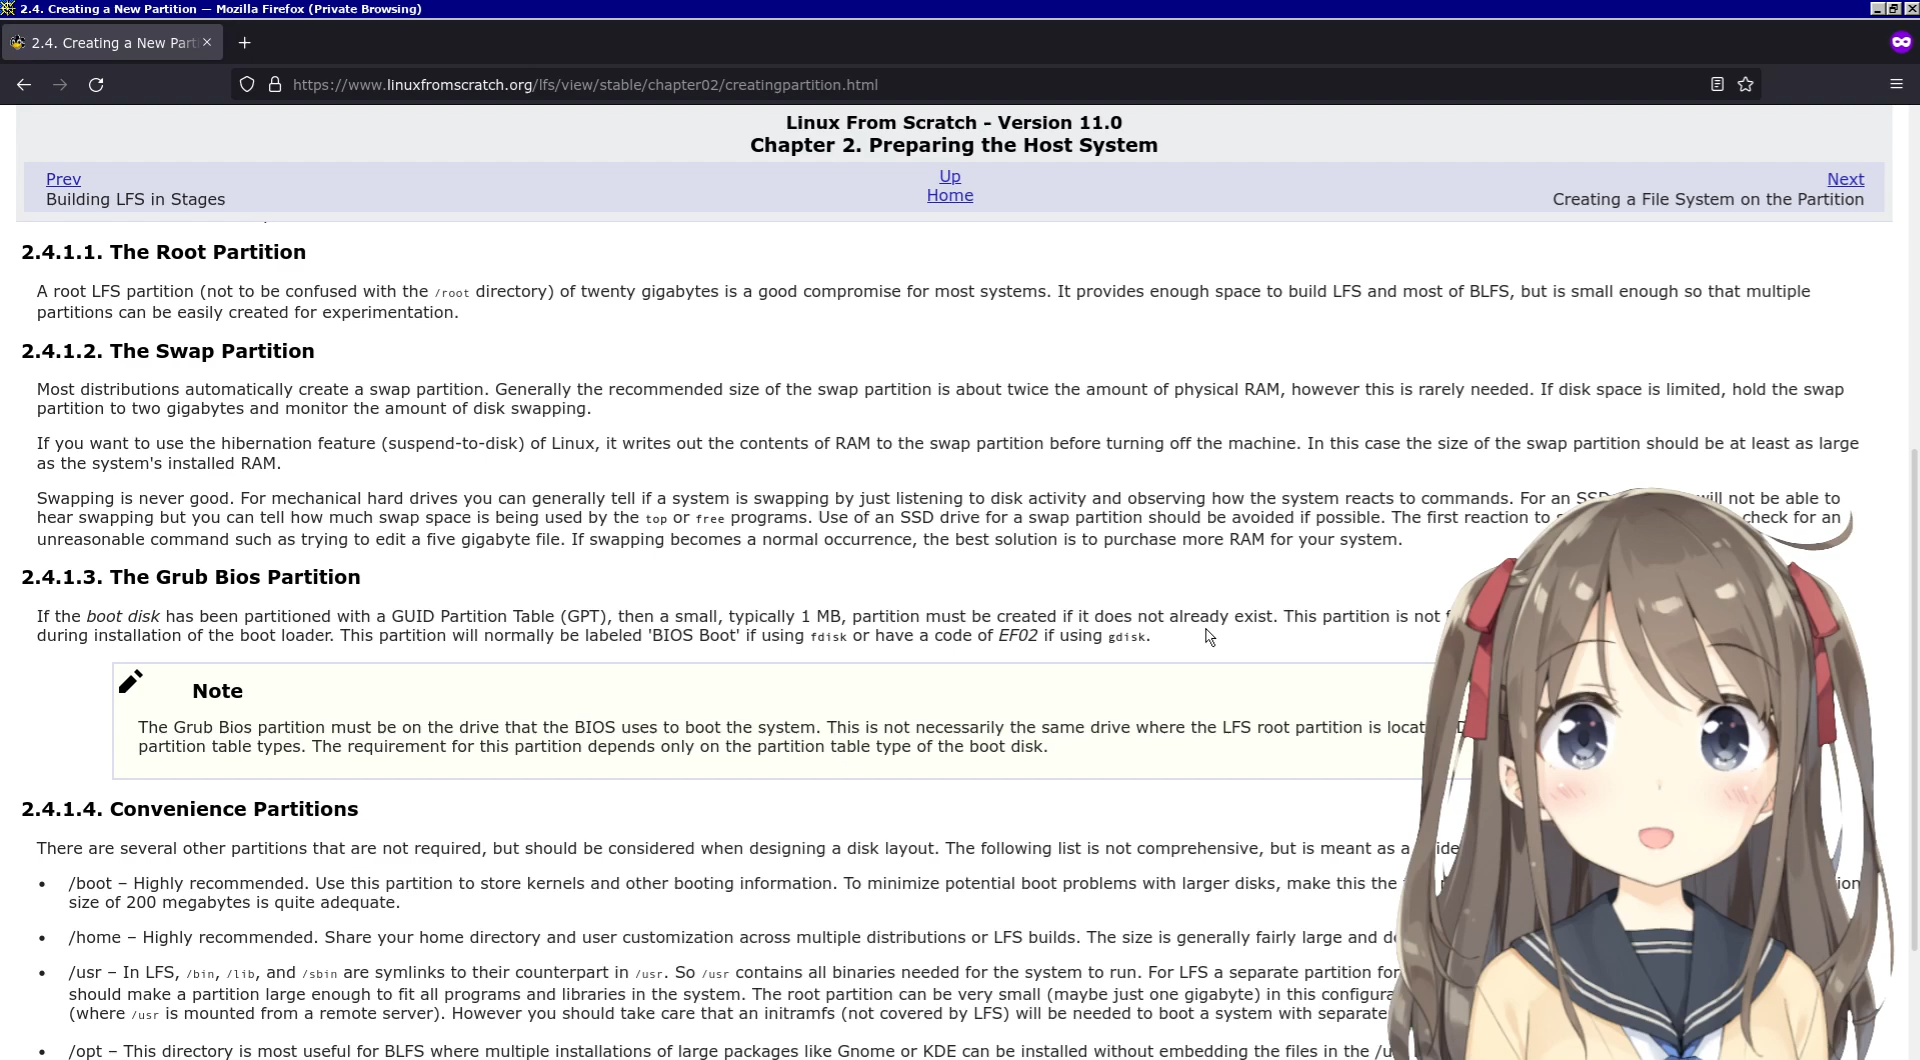 2.4. Creating a New Partition — Mozilla Firefox (Private Browsing)
2.4. Creating a New Part
https://www.linuxfromscratch.org/lfs/view/stable/chapter02/creatingpartition.html
Linux From Scratch - Version 11.0
Chapter 2. Preparing the Host System
Prev
Building LFS in Stages
Up
Home
Next
Creating a File System on the Partition
2.4.1.1. The Root Partition
A root LFS partition (not to be confused with the /root directory) of twenty gigabytes is a good compromise for most systems. It provides enough space to build LFS and most of BLFS, but is small enough so that multiple
partitions can be easily created for experimentation.
2.4.1.2. The Swap Partition
Most distributions automatically create a swap partition. Generally the recommended size of the swap partition is about twice the amount of physical RAM, however this is rarely needed. If disk space is limited, hold the swap
partition to two gigabytes and monitor the amount of disk swapping.
If you want to use the hibernation feature (suspend-to-disk) of Linux, it writes out the contents of RAM to the swap partition before turning off the machine. In this case the size of the swap partition should be at least as large
as the system's installed RAM.
Swapping is never good. For mechanical hard drives you can generally tell if a system is swapping by just listening to disk activity and observing how the system reacts to commands. For an will not be able to
hear swapping but you can tell how much swap space is being used by the top or free programs. Use of an SSD drive for a swap partition should be avoided if possible. The first reaction to check for an
unreasonable command such as trying to edit a five gigabyte file. If swapping becomes a normal occurrence, the best solution is to purchase more RAM for your system.
2.4.1.3. The Grub Bios Partition
If the boot disk has been partitioned with a GUID Partition Table (GPT), then a small, typically 1 MB, partition must be created if it does not already exist. This partition is not
during installation of the boot loader. This partition will normally be labeled 'BIOS Boot' if using fdisk or have a code of EF02 if using gdisk.
Note
The Grub Bios partition must be on the drive that the BIOS uses to boot the system. This is not necessarily the same drive where the LFS root partition is
partition table types. The requirement for this partition depends only on the partition table type of the boot disk.
2.4.1.4. Convenience Partitions
There are several other partitions that are not required, but should be considered when designing a disk layout. The following list is not comprehensive, but is meant as a
• /boot – Highly recommended. Use this partition to store kernels and other booting information. To minimize potential boot problems with larger disks, make this the
size of 200 megabytes is quite adequate.
• /home – Highly recommended. Share your home directory and user customization across multiple distributions or LFS builds. The size is generally fairly large and
• /usr – In LFS, /bin, /lib, and /sbin are symlinks to their counterpart in /usr. So /usr contains all binaries needed for the system to run. For LFS a separate partition for
should make a partition large enough to fit all programs and libraries in the system. The root partition can be very small (maybe just one gigabyte) in this
(where /usr is mounted from a remote server). However you should take care that an initramfs (not covered by LFS) will be needed to boot a system with separate
• /opt – This directory is most useful for BLFS where multiple installations of large packages like Gnome or KDE can be installed without embedding the files in the